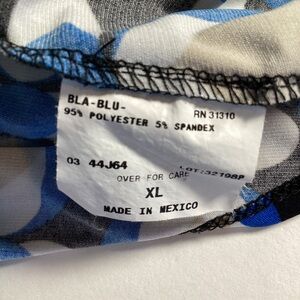 BLA-BLU- RN 31310
95% POLYESTER 5% SPANDEX
03 44J64 LOT:32198P
OVER FOR CARE
XL
MADE IN MEXICO